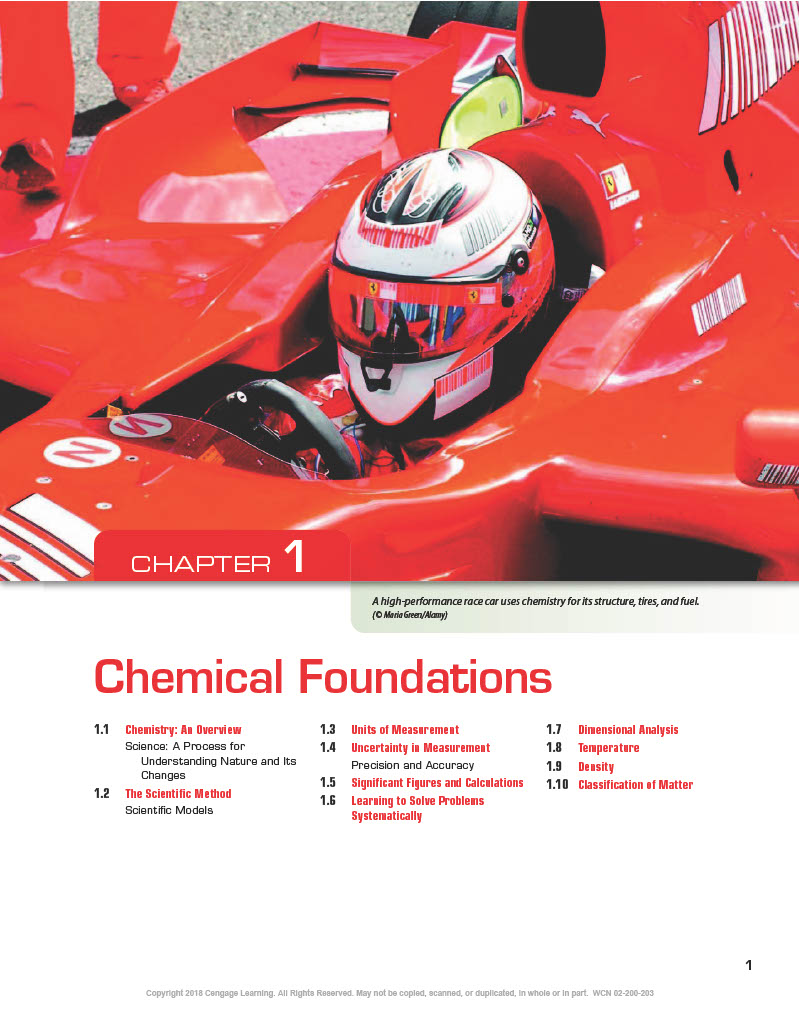 CHAPTER 1
A high-performance race car uses chemistry for its structure, tires, and fuel.
(© Maria Green/Alamy)
Chemical Foundations
1.1 Chemistry: An Overview
Science: A Process for
Understanding Nature and Its
Changes
1.2 The Scientific Method
Scientific Models
1.3 Units of Measurement
1.4 Uncertainty in Measurement
Precision and Accuracy
1.5 Significant Figures and Calculations
1.6 Learning to Solve Problems
Systematically
1.7 Dimensional Analysis
1.8 Temperature
1.9 Density
1.10 Classification of Matter
1
Copyright 2018 Cengage Learning. All Rights Reserved. May not be copied, scanned, or duplicated, in whole or in part. WCN 02-200-203